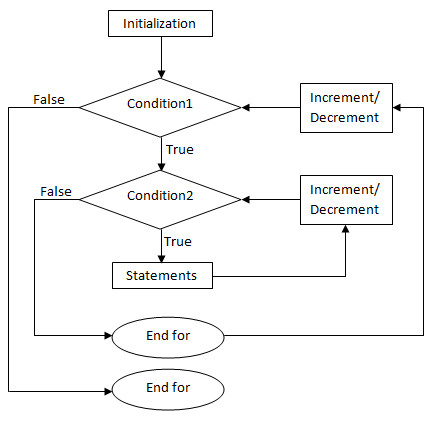 Initialization
False
Condition1
Increment/
Decrement
True
False
Condition2
Increment/
Decrement
True
Statements
End for
End for